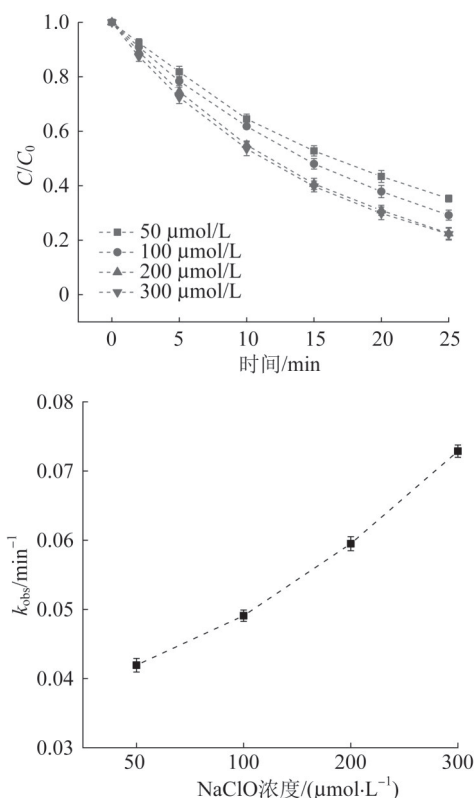 1.0
0.8
0.6
0.4
0.2
0
C/C₀
50 μmol/L
100 μmol/L
200 μmol/L
300 μmol/L
0 5 10 15 20 25
时间/min
0.08
0.07
0.06
0.05
0.04
0.03
k_obs/min⁻¹
50 100 200 300
NaClO浓度/(μmol·L⁻¹)